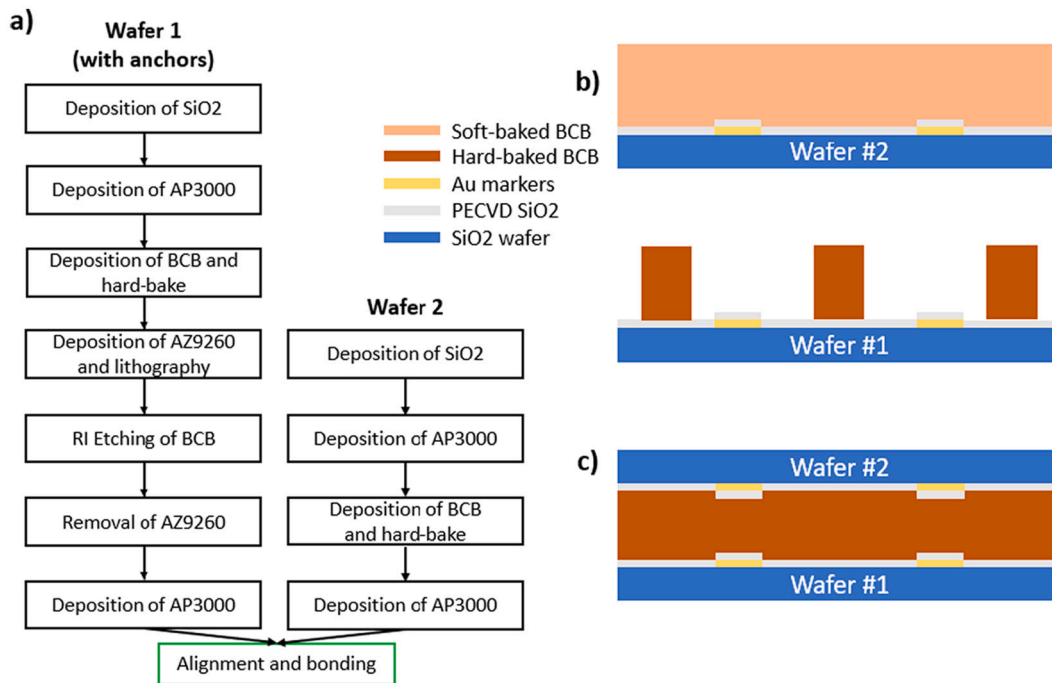 a)
Wafer 1
(with anchors)
Deposition of SiO2
Deposition of AP3000
Deposition of BCB and
hard-bake
Deposition of AZ9260
and lithography
RI Etching of BCB
Removal of AZ9260
Deposition of AP3000
Wafer 2
Deposition of SiO2
Deposition of AP3000
Deposition of BCB
and hard-bake
Deposition of AP3000
Alignment and bonding
Soft-baked BCB
Hard-baked BCB
Au markers
PECVD SiO2
SiO2 wafer
b)
Wafer #2
Wafer #1
c)
Wafer #2
Wafer #1